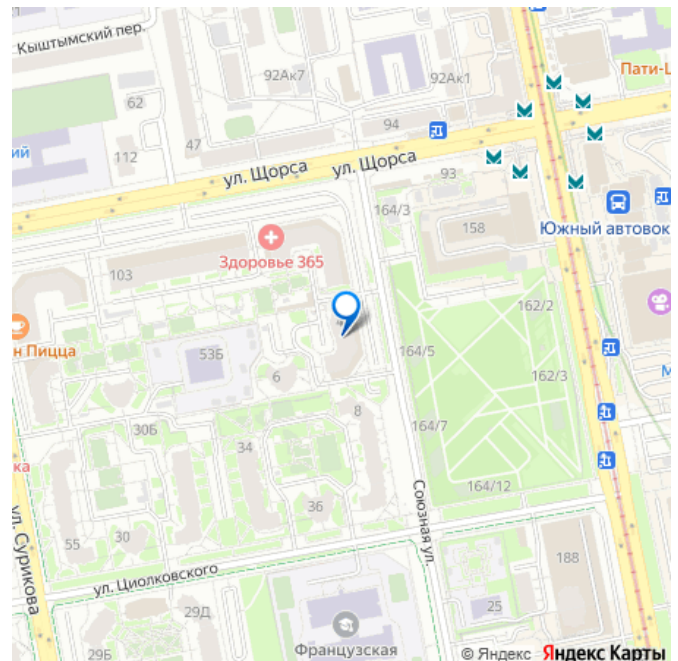 Кыштымский пер.
92Ак7
92Ак1
Пати-Ц
62
94
47
ий
112
ул. Щорса
ул. Щорса
93
164/3
158
Южный автовок
Здоровье 365
103
162/2
н Пицца
53Б
164/5
6
162/3
М
8
164/7
30Б
34
ка
164/12
36
Союзная ул.
ул. Сурикова
55
30
188
ул. Циолковского
25
29Д
29Б
Французская
© Яндекс Яндекс Карты